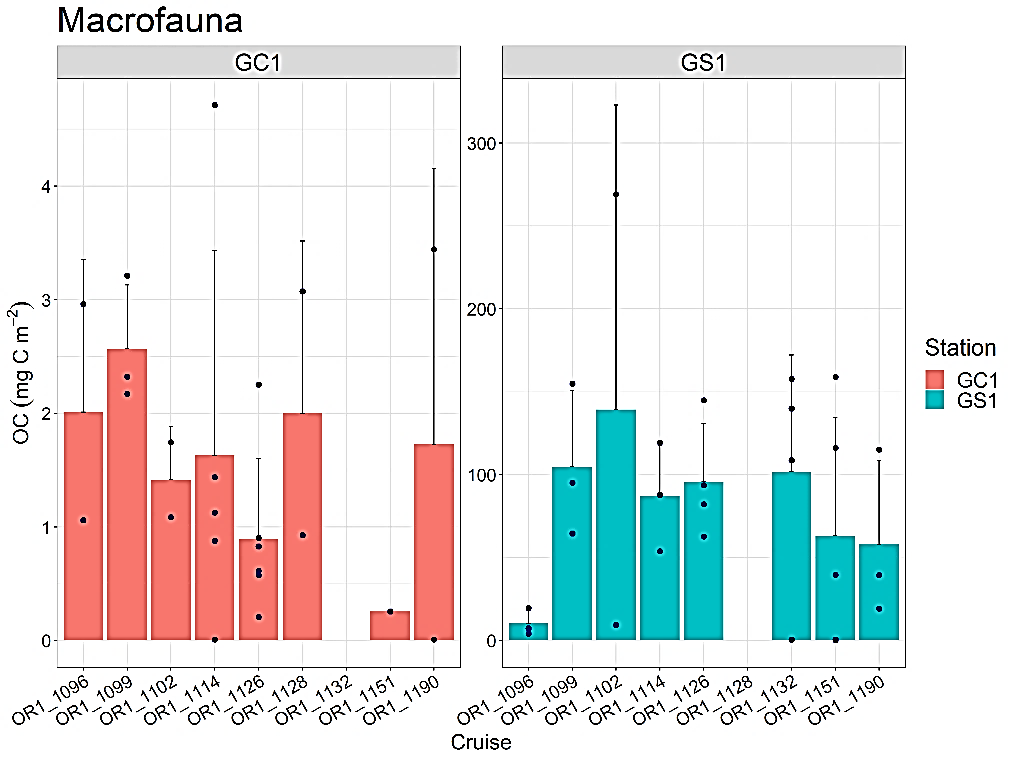 Macrofauna
GC1
GS1
OC (mg C m⁻²)
4
3
2
1
0
300
200
100
0
OR1_1096
OR1_1099
OR1_1102
OR1_1114
OR1_1126
OR1_1128
OR1_1132
OR1_1151
OR1_1190
OR1_1096
OR1_1099
OR1_1102
OR1_1114
OR1_1126
OR1_1128
OR1_1132
OR1_1151
OR1_1190
Cruise
Station
GC1
GS1